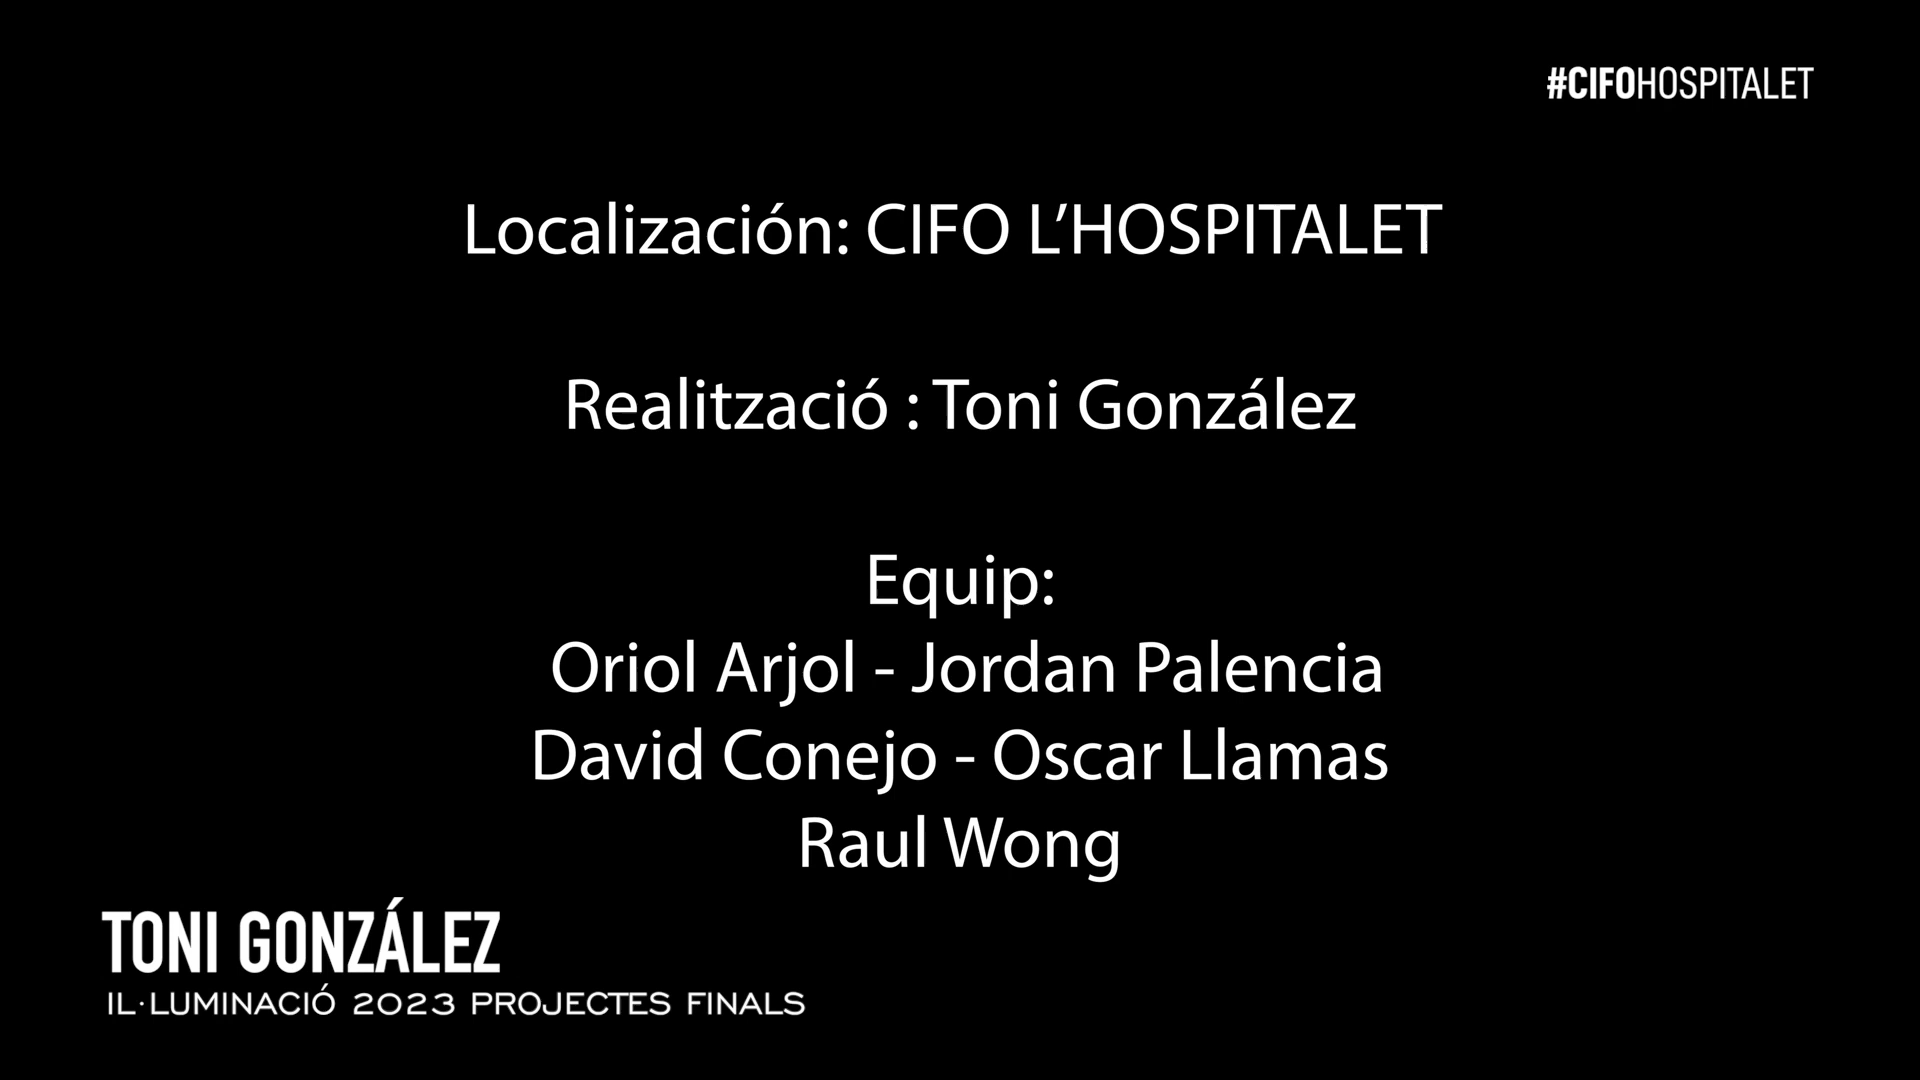 #CIFOHOSPITALET
Localización: CIFO L’HOSPITALET
Realització : Toni González
Equip:
Oriol Arjol - Jordan Palencia
David Conejo - Oscar Llamas
Raul Wong
TONI GONZÁLEZ
IL·LUMINACIÓ 2023 PROJECTES FINALS